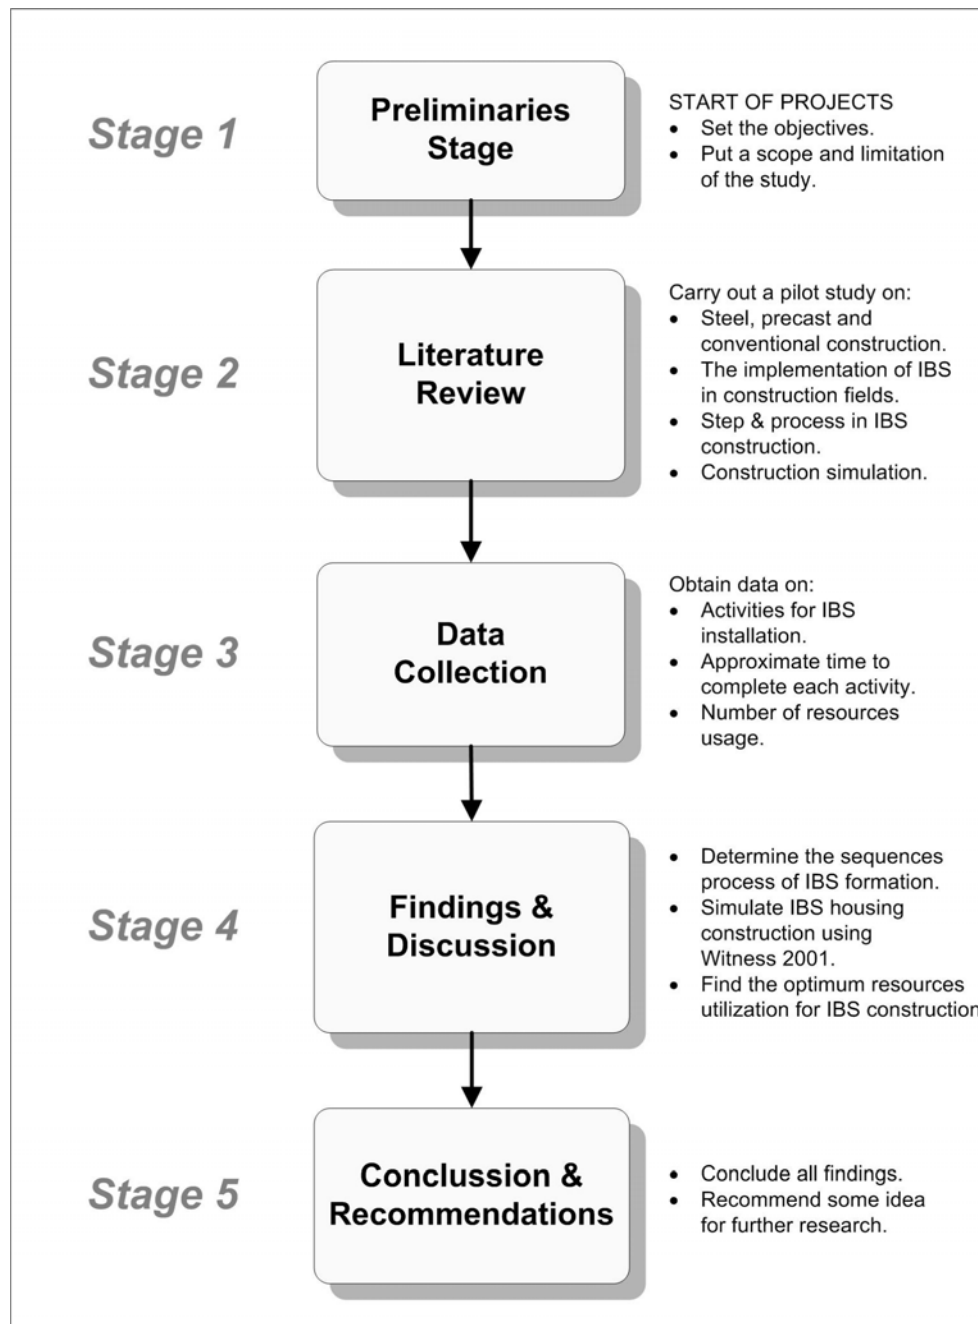 Stage 1
Preliminaries
Stage
START OF PROJECTS
• Set the objectives.
• Put a scope and limitation
of the study.
Stage 2
Literature
Review
Carry out a pilot study on:
• Steel, precast and
conventional construction.
• The implementation of IBS
in construction fields.
• Step & process in IBS
construction.
• Construction simulation.
Stage 3
Data
Collection
Obtain data on:
• Activities for IBS
installation.
• Approximate time to
complete each activity.
• Number of resources
usage.
Stage 4
Findings &
Discussion
• Determine the sequences
process of IBS formation.
• Simulate IBS housing
construction using
Witness 2001.
• Find the optimum resources
utilization for IBS construction
Stage 5
Conclussion &
Recommendations
• Conclude all findings.
• Recommend some idea
for further research.